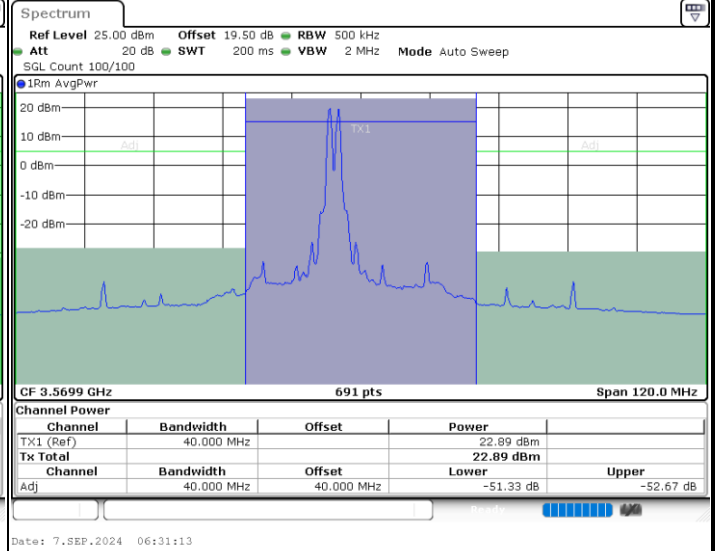 Spectrum
Ref Level 25.00 dBm Offset 19.50 dB RBW 500 kHz
Att 20 dB SWT 200 ms VBW 2 MHz Mode Auto Sweep
SGL Count 100/100
1Rm AvgPwr
20 dBm
TX1
10 dBm
Adj Adj
0 dBm
-10 dBm
-20 dBm
CF 3.5699 GHz 691 pts Span 120.0 MHz
Channel Power
Channel Bandwidth Offset Power
TX1 (Ref) 40.000 MHz 22.89 dBm
Tx Total 22.89 dBm
Channel Bandwidth Offset Lower Upper
Adj 40.000 MHz 40.000 MHz -51.33 dB -52.67 dB
Ready
Date: 7.SEP.2024 06:31:13